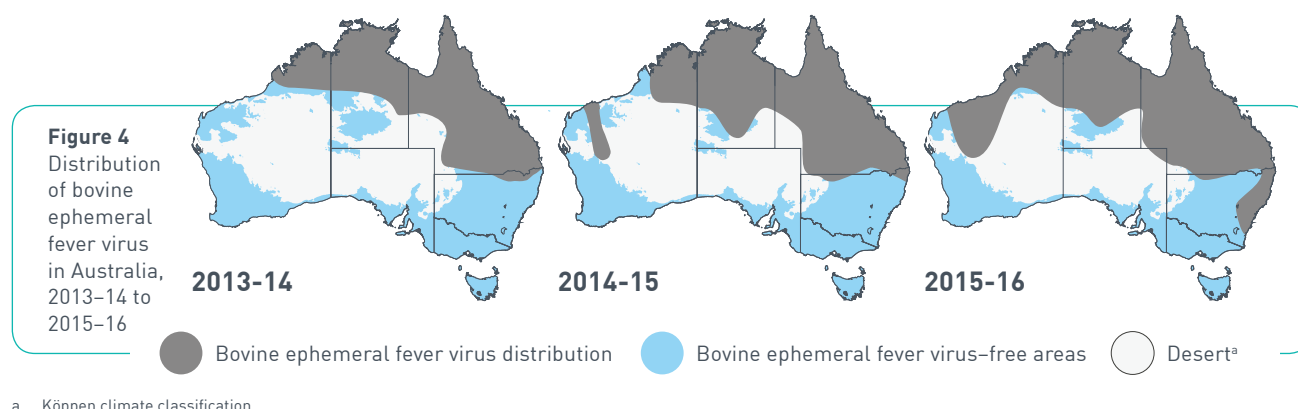 Figure 4
Distribution
of bovine
ephemeral
fever virus
in Australia,
2013–14 to
2015–16
2013-14
2014-15
2015-16
Bovine ephemeral fever virus distribution
Bovine ephemeral fever virus–free areas
Desertᵃ
a Köppen climate classification